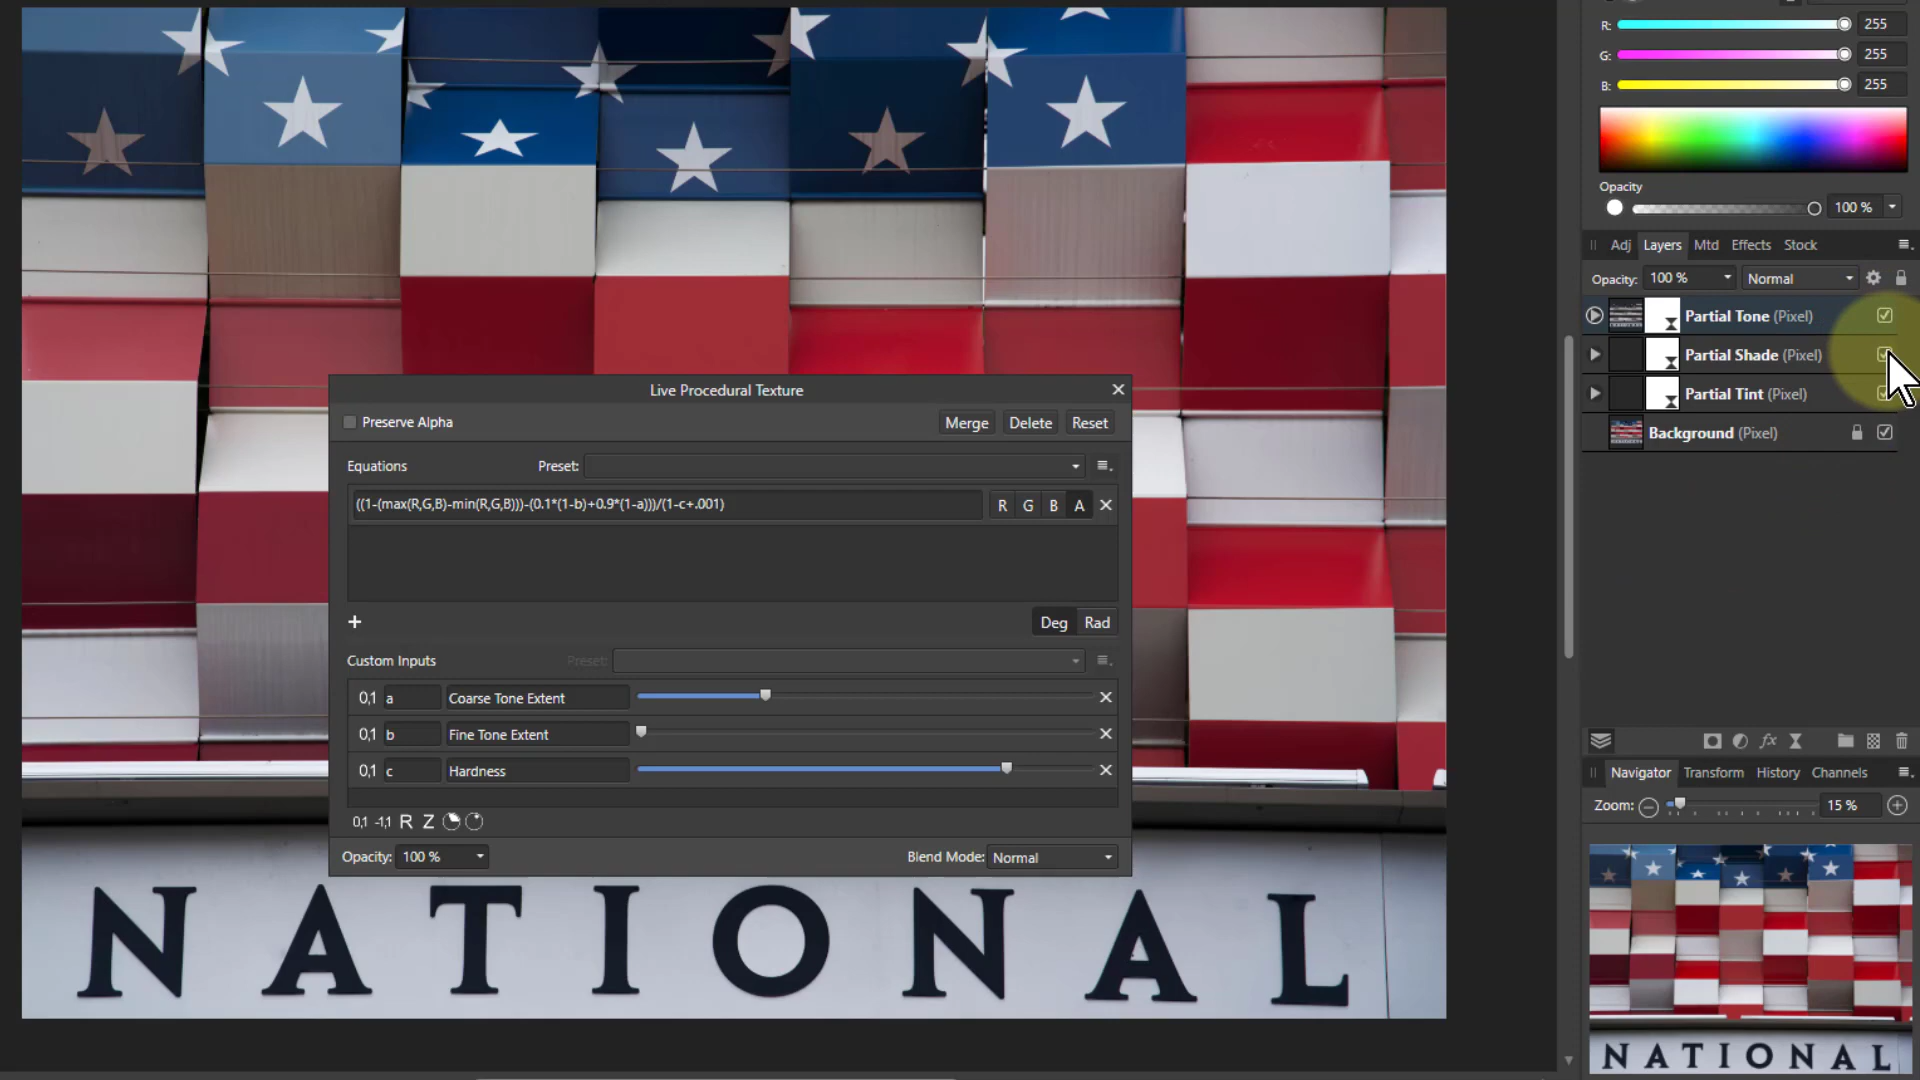 R: 255
G: 255
B: 255
Opacity
100 %
Adj Layers Mtd Effects Stock
Opacity: 100 % Normal
Partial Tone (Pixel)
Partial Shade (Pixel)
Partial Tint (Pixel)
Background (Pixel)
Live Procedural Texture
Preserve Alpha Merge Delete Reset
Equations Preset:
((1-(max(R,G,B)-min(R,G,B)))-(0.1*(1-b)+0.9*(1-a)))/(1-c+.001) R G B A
Deg Rad
Custom Inputs Preset:
0,1 a Coarse Tone Extent
0,1 b Fine Tone Extent
0,1 c Hardness
0,1 -1,1 R Z
Opacity: 100 % Blend Mode: Normal
Navigator Transform History Channels
Zoom: 15 %
NATIONAL
NATIONAL